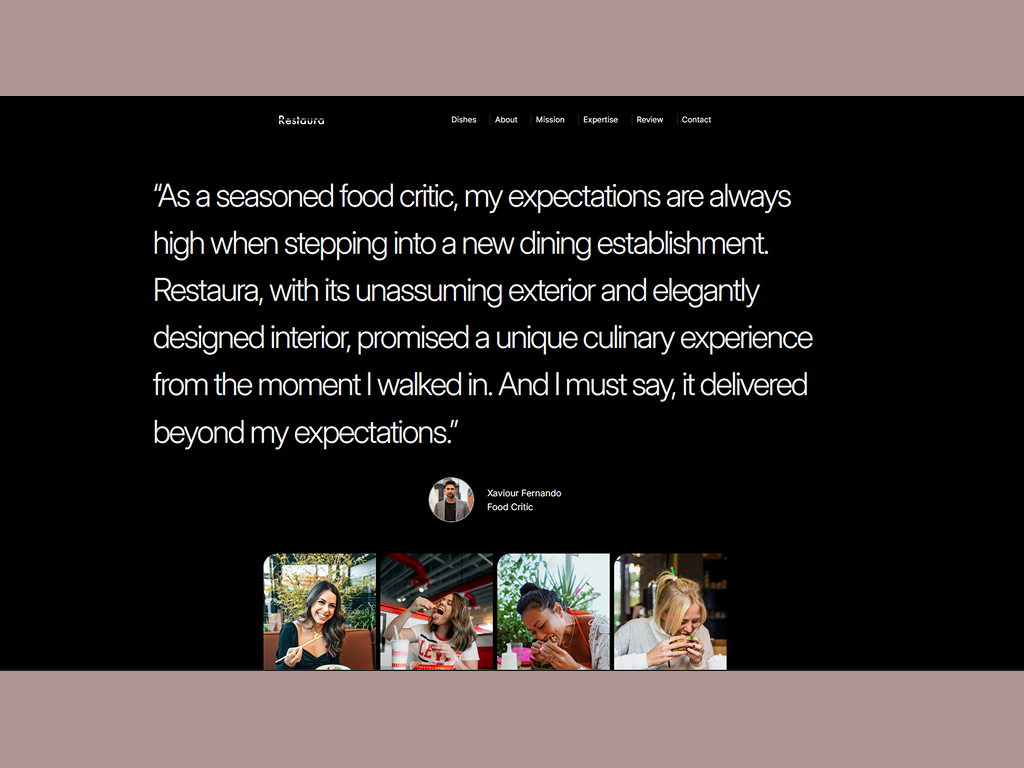 Restaura
Dishes
About
Mission
Expertise
Review
Contact
“As a seasoned food critic, my expectations are always
high when stepping into a new dining establishment.
Restaura, with its unassuming exterior and elegantly
designed interior, promised a unique culinary experience
from the moment I walked in. And I must say, it delivered
beyond my expectations.”
Xaviour Fernando
Food Critic